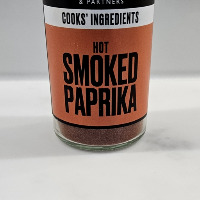 & PARTNERS
COOKS' INGREDIENTS
HOT
SMOKED
PAPRIKA